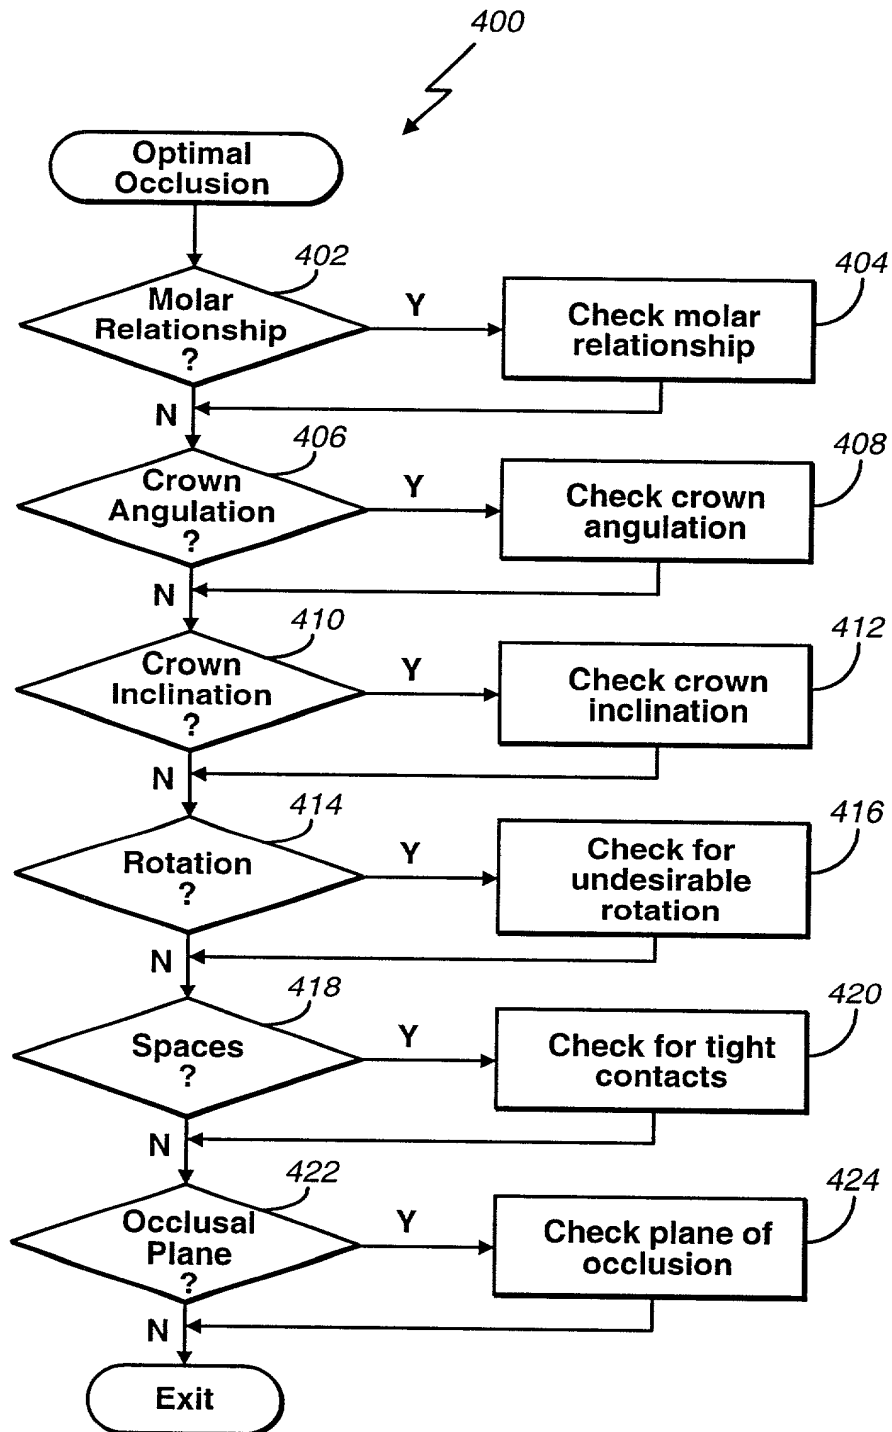 400
Optimal
Occlusion
402
Molar
Relationship
?
Y
404
Check molar
relationship
N
406
Crown
Angulation
?
Y
408
Check crown
angulation
N
410
Crown
Inclination
?
Y
412
Check crown
inclination
N
414
Rotation
?
Y
416
Check for
undesirable
rotation
N
418
Spaces
?
Y
420
Check for tight
contacts
N
422
Occlusal
Plane
?
Y
424
Check plane of
occlusion
N
Exit